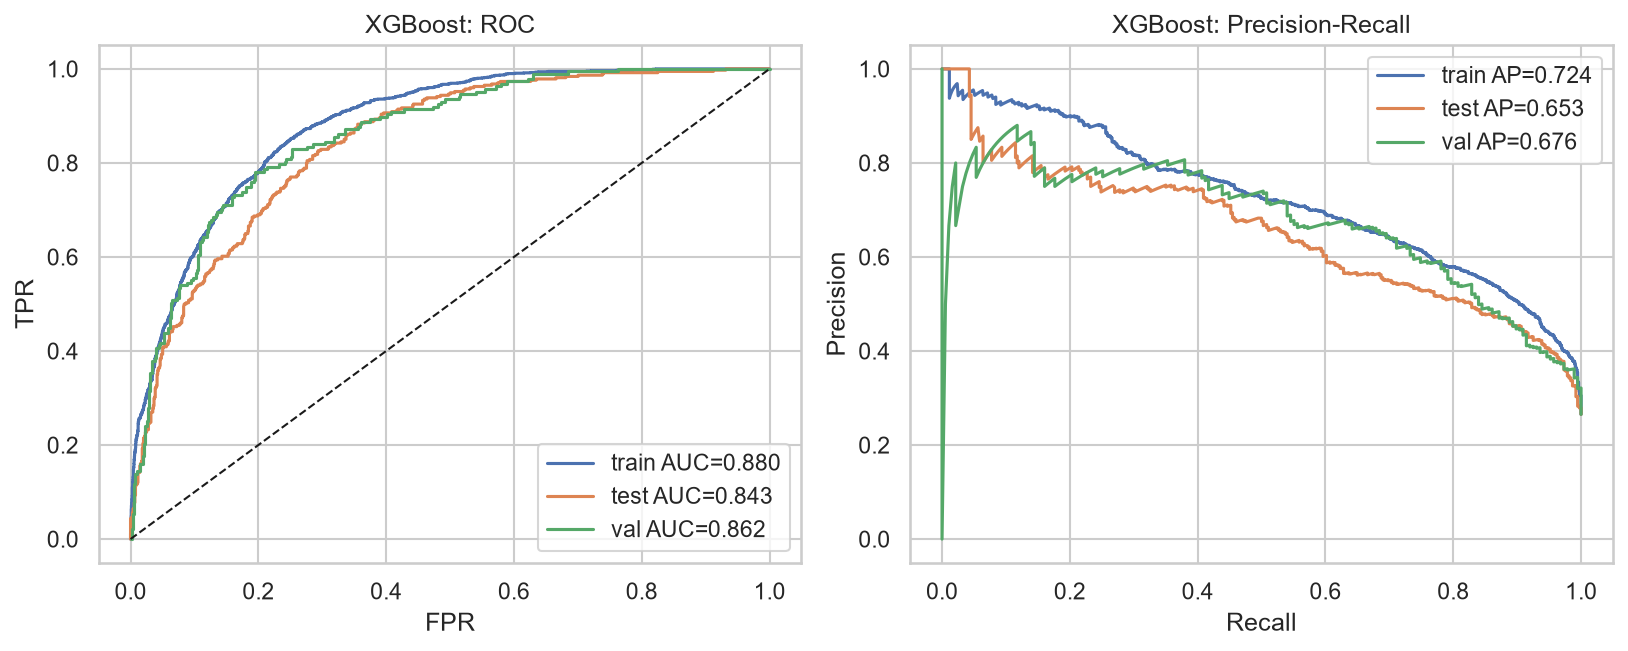 XGBoost: ROC
1.0
0.8
0.6
0.4
0.2
0.0
TPR
train AUC=0.880
test AUC=0.843
val AUC=0.862
0.0 0.2 0.4 0.6 0.8 1.0
FPR
XGBoost: Precision-Recall
1.0
0.8
0.6
0.4
0.2
0.0
Precision
train AP=0.724
test AP=0.653
val AP=0.676
0.0 0.2 0.4 0.6 0.8 1.0
Recall